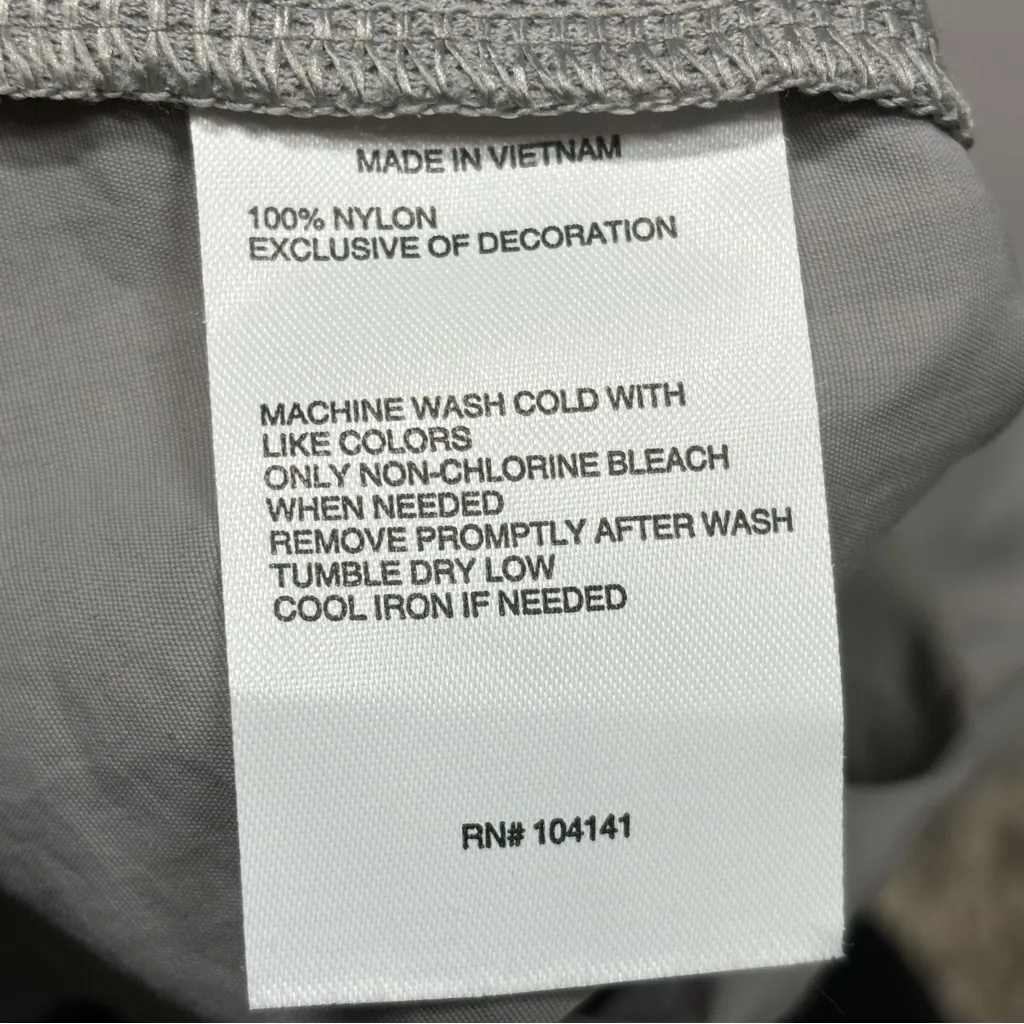 MADE IN VIETNAM
100% NYLON
EXCLUSIVE OF DECORATION
MACHINE WASH COLD WITH
LIKE COLORS
ONLY NON-CHLORINE BLEACH
WHEN NEEDED
REMOVE PROMPTLY AFTER WASH
TUMBLE DRY LOW
COOL IRON IF NEEDED
RN# 104141